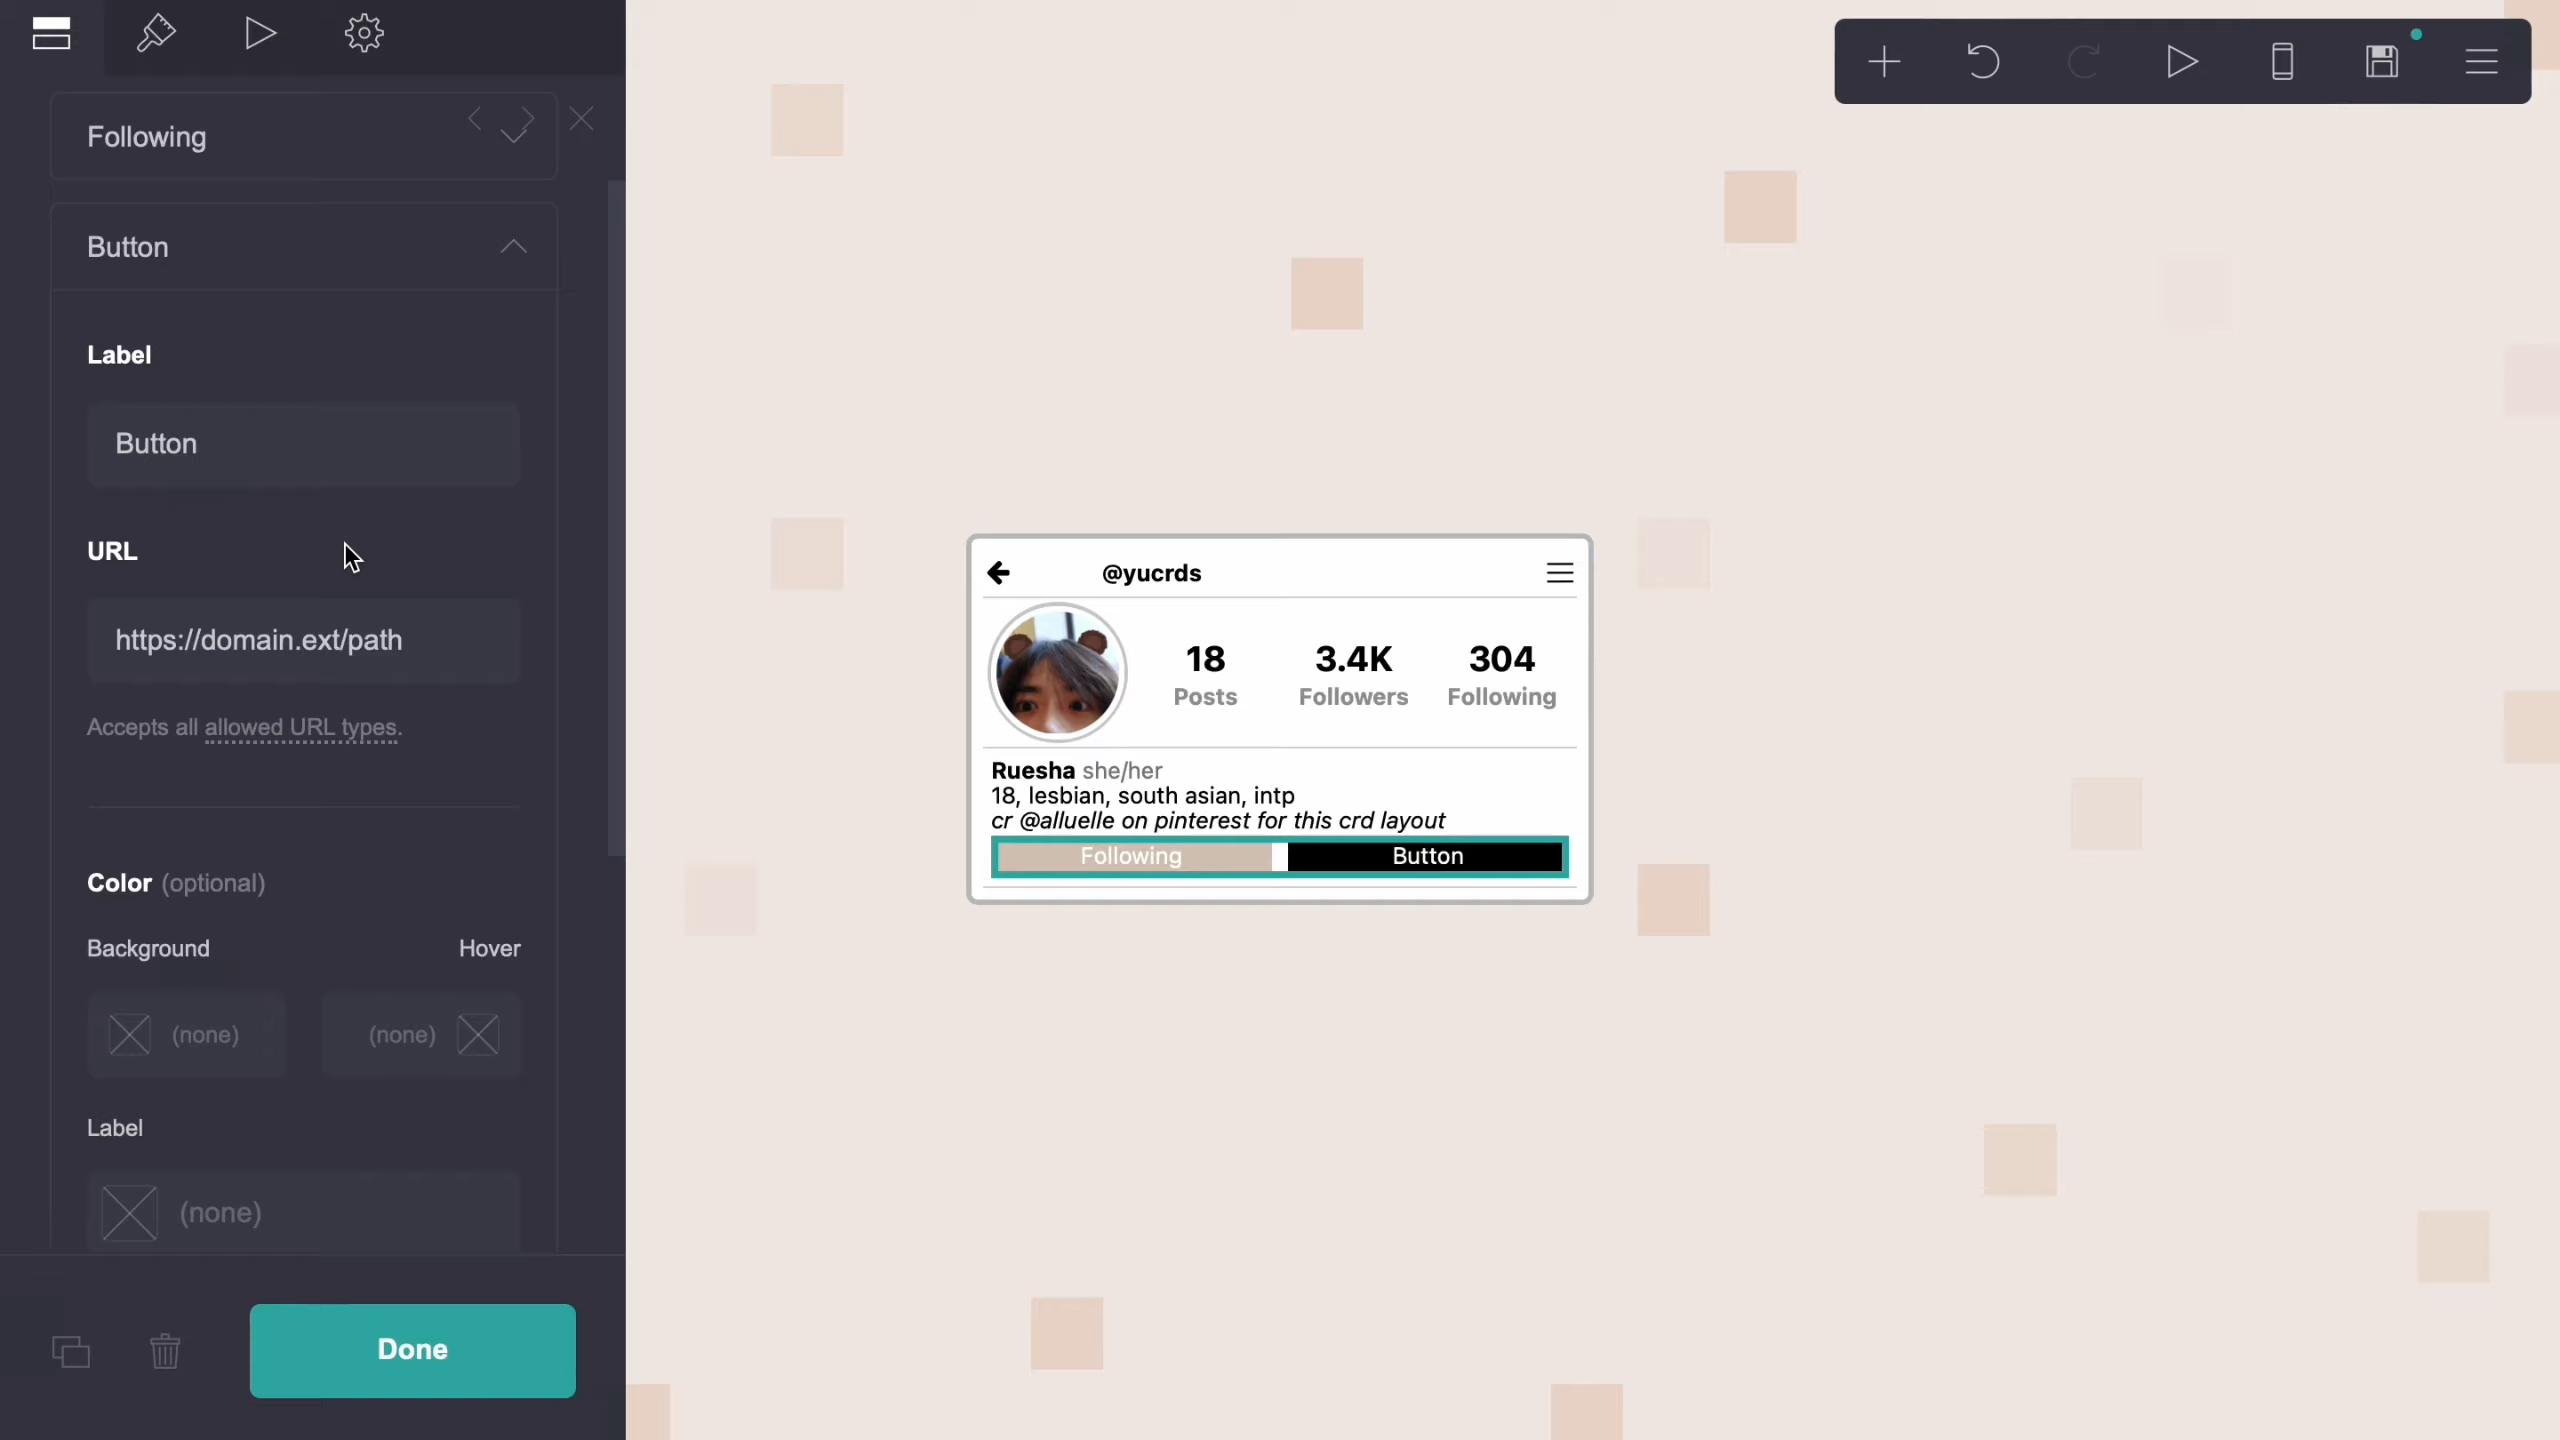 Following
Button
Label
Button
URL
https://domain.ext/path
Accepts all allowed URL types.
Color (optional)
Background
Hover
(none)
(none)
Label
(none)
Done
@yucrds
18
3.4K
304
Posts
Followers
Following
Ruesha she/her
18, lesbian, south asian, intp
cr @alluelle on pinterest for this crd layout
Following
Button